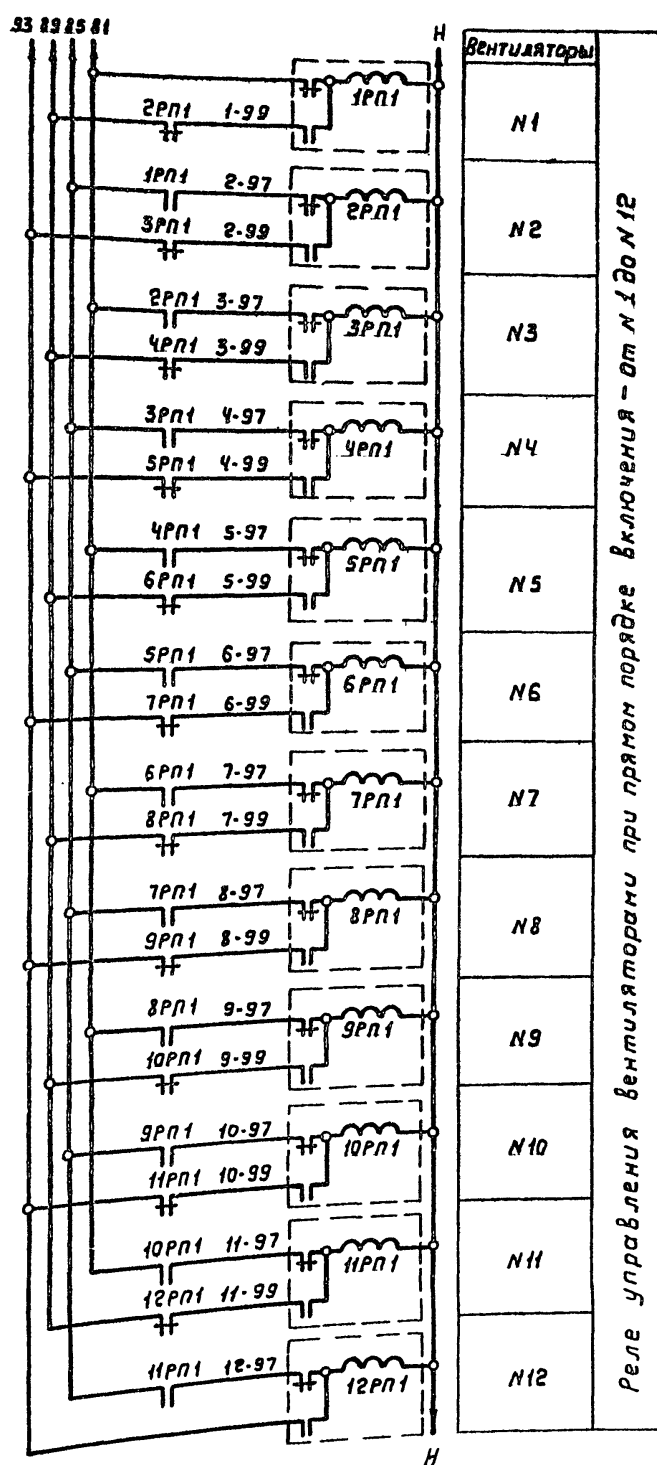 93 89 85 81
Н
Вентиляторы
1РП1
2РП1 1-99
N1
1РП1 2-97
2РП1
3РП1 2-99
N2
2РП1 3-97
3РП1
4РП1 3-99
N3
3РП1 4-97
4РП1
5РП1 4-99
N4
4РП1 5-97
5РП1
6РП1 5-99
N5
5РП1 6-97
6РП1
7РП1 6-99
N6
6РП1 7-97
7РП1
8РП1 7-99
N7
7РП1 8-97
8РП1
9РП1 8-99
N8
8РП1 9-97
9РП1
10РП1 9-99
N9
9РП1 10-97
10РП1
11РП1 10-99
N10
10РП1 11-97
11РП1
12РП1 11-99
N11
11РП1 12-97
12РП1
N12
Н
Реле управления вентиляторами при прямом порядке включения - от N 1 до N 12